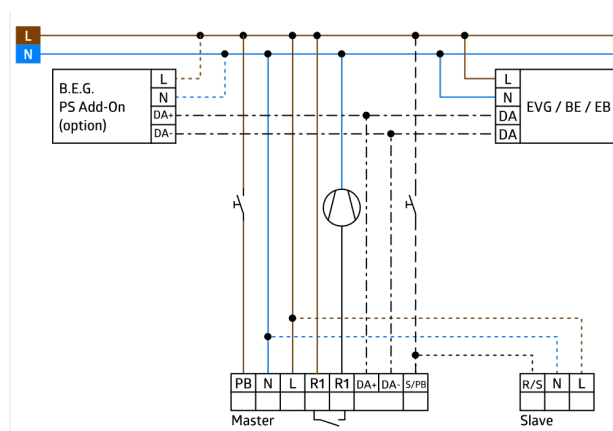 L
N
B.E.G.
PS Add-On
(option)
L
N
DA+
DA-
L
N
DA
DA
EVG / BE / EB
PB N L R1 R1 DA+ DA- S/PB
Master
R/S N L
Slave